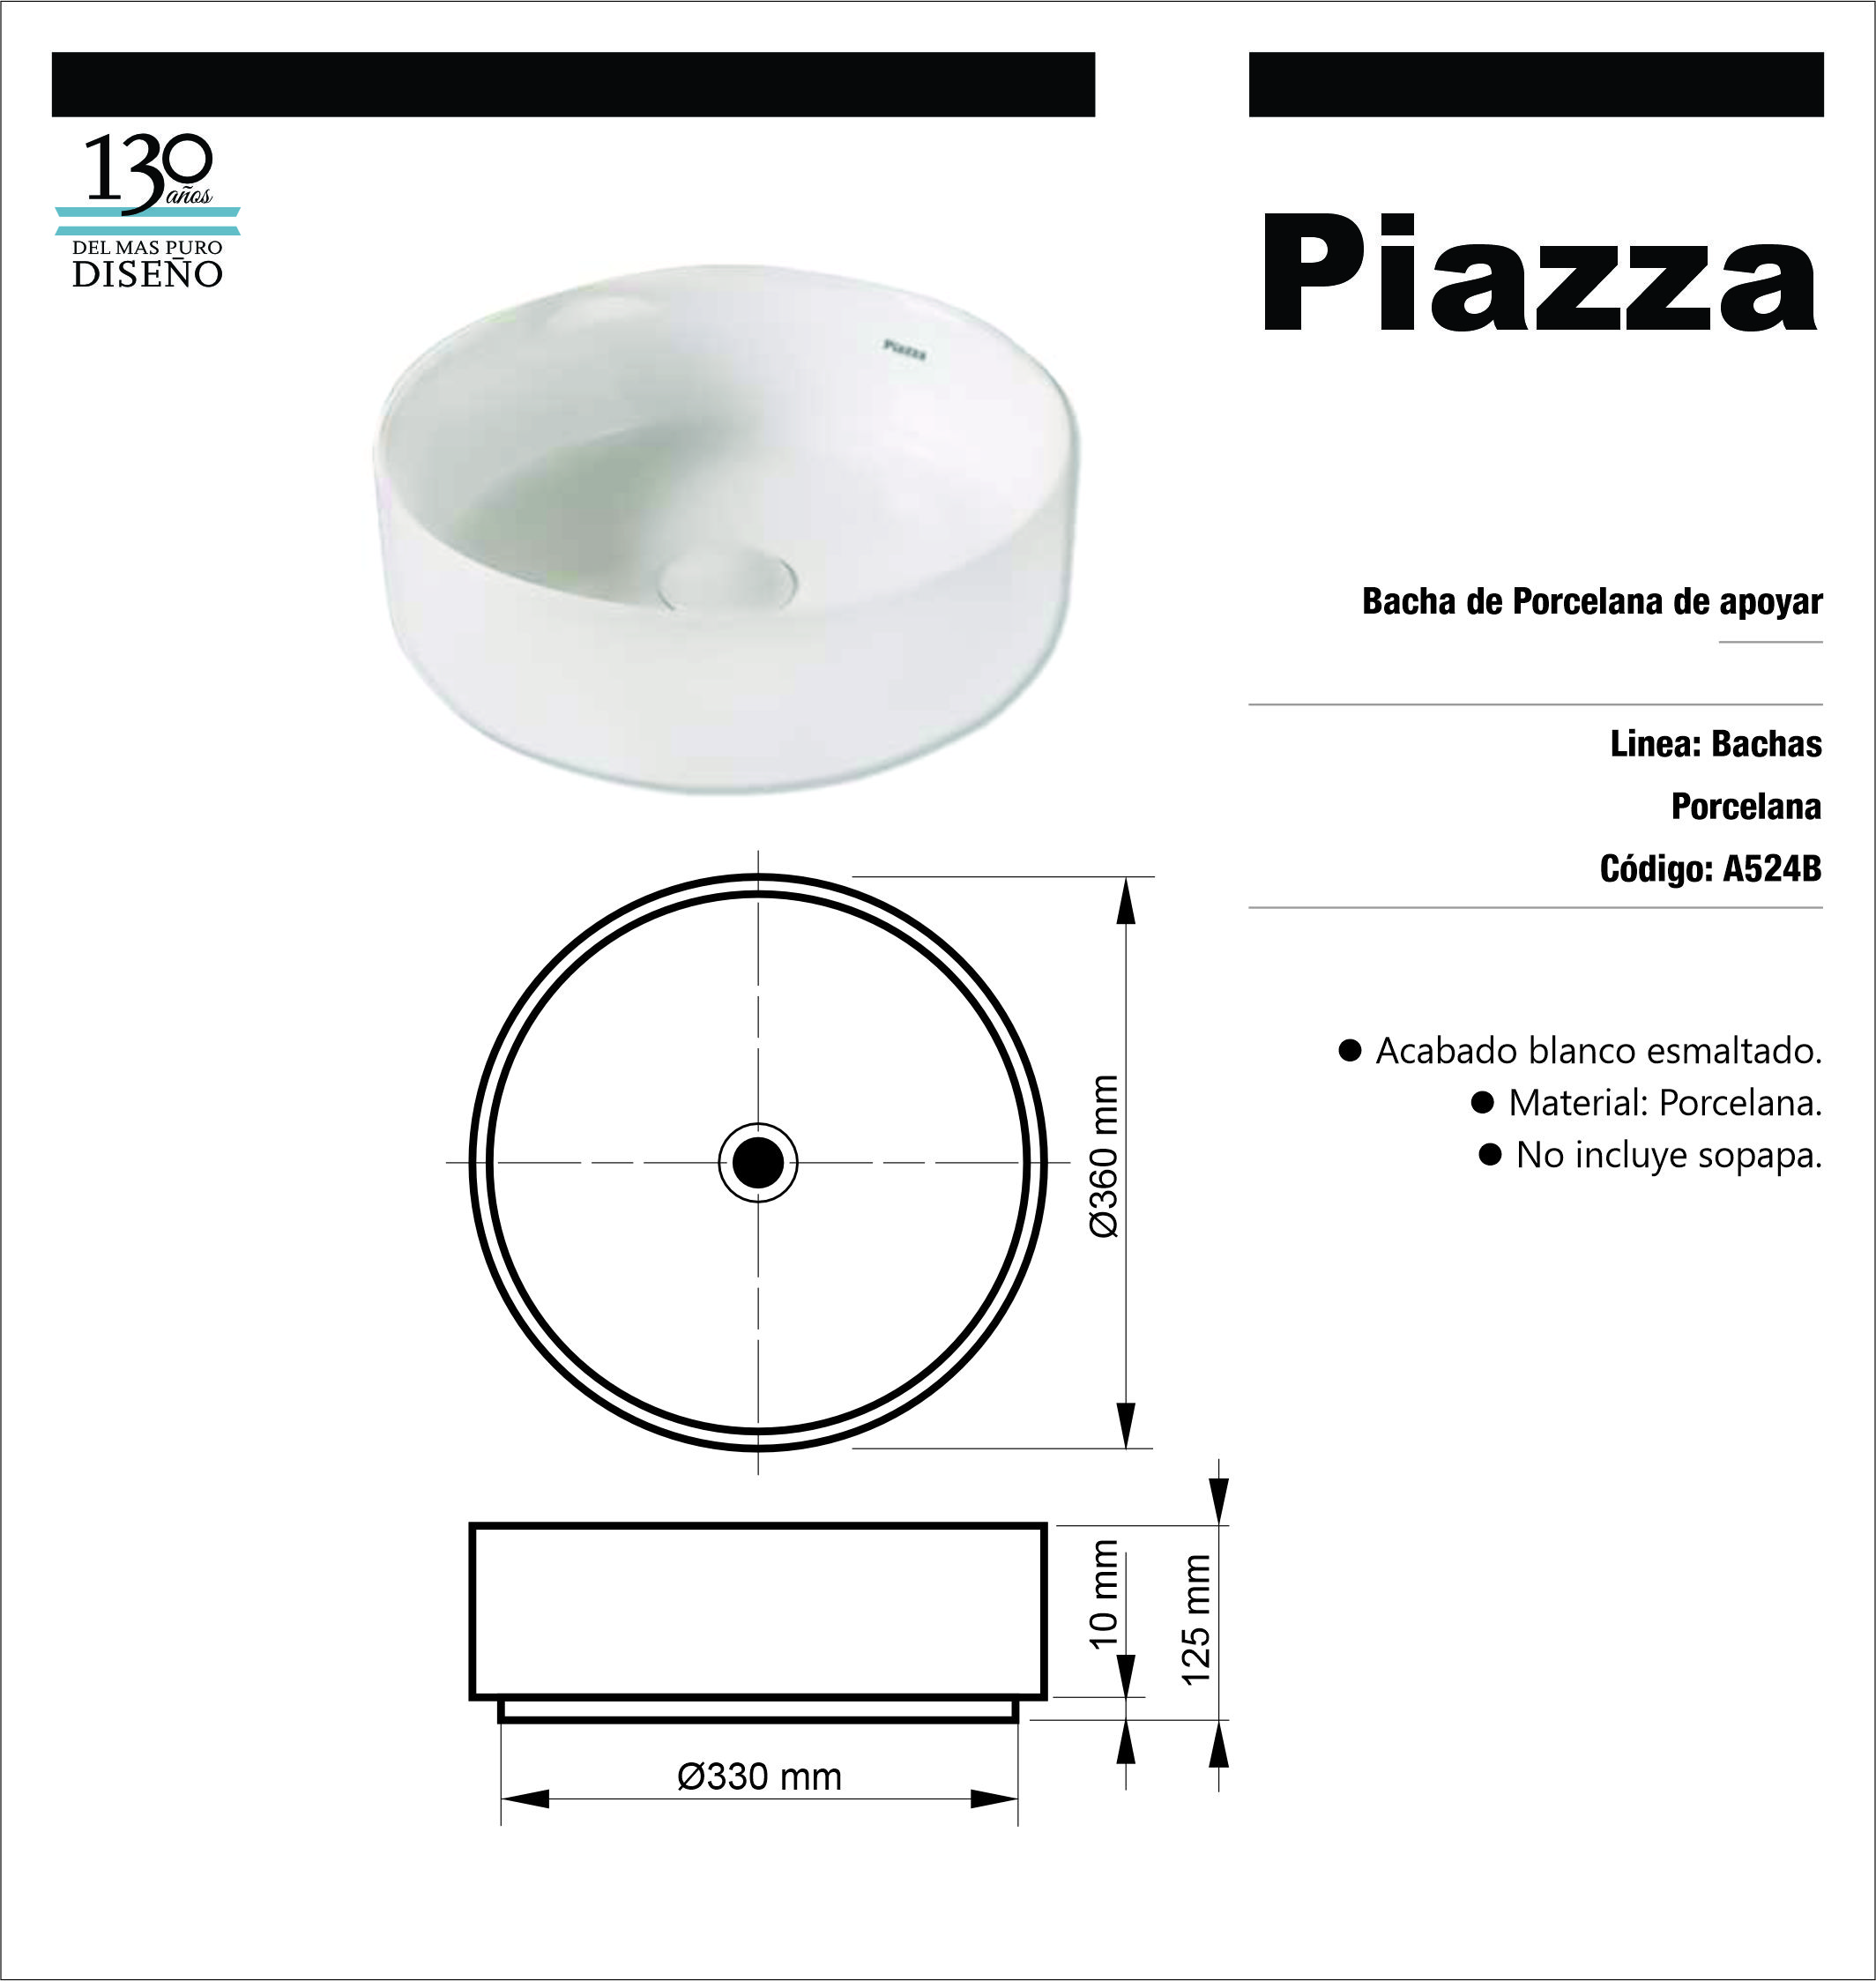 130
años
DEL MAS PURO
DISEÑO
Piazza
Piazza
Bacha de Porcelana de apoyar
Linea: Bachas
Porcelana
Código: A524B
● Acabado blanco esmaltado.
● Material: Porcelana.
● No incluye sopapa.
Ø360 mm
10 mm
125 mm
Ø330 mm